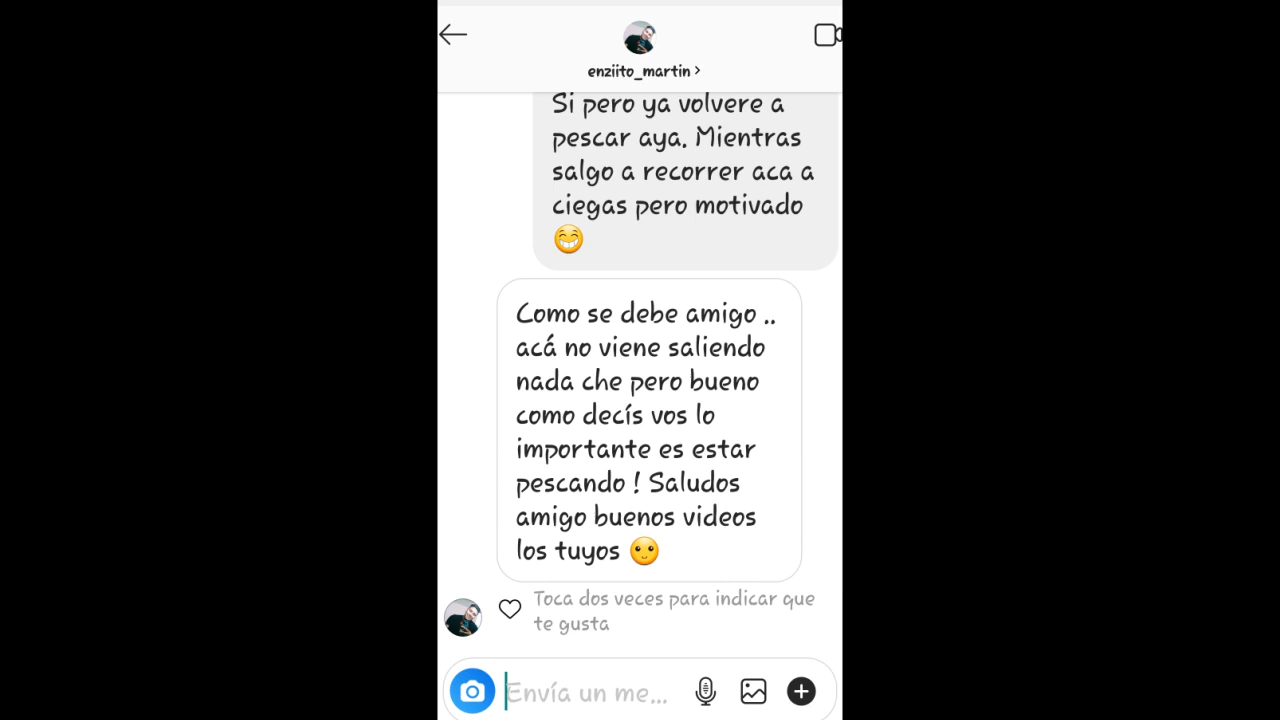 enziito_martin
Si pero ya volvere a
pescar aya. Mientras
salgo a recorrer aca a
ciegas pero motivado
😁
Como se debe amigo ..
acá no viene saliendo
nada che pero bueno
como decís vos lo
importante es estar
pescando ! Saludos
amigo buenos videos
los tuyos 🙂
Toca dos veces para indicar que
te gusta
Envía un me...